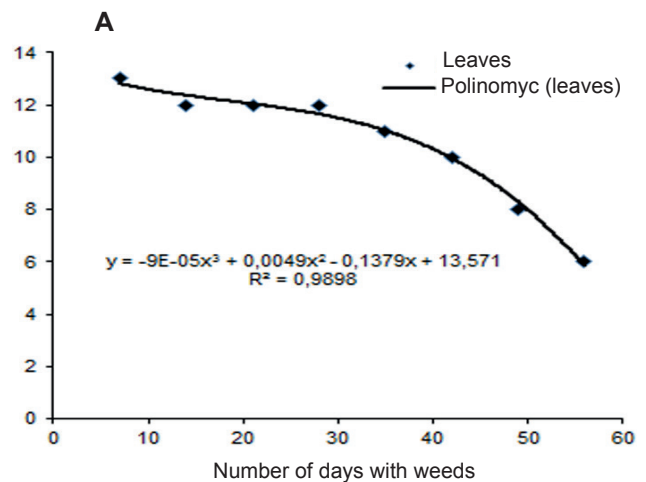 A
14
12
10
8
6
4
2
0
Leaves
Polinomyc (leaves)
y = -9E-05x³ + 0,0049x² - 0,1379x + 13,571
R² = 0,9898
0 10 20 30 40 50 60
Number of days with weeds